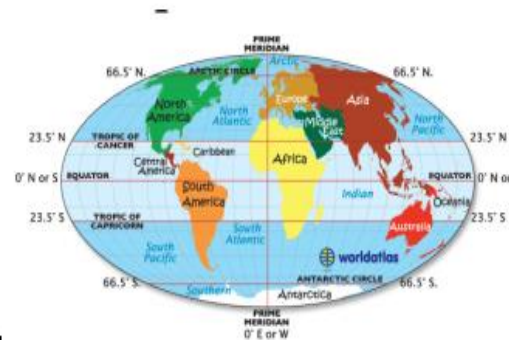 PRIME
MERIDIAN
Arctic
66.5° N.
ARCTIC CIRCLE
66.5° N.
North
America
North
Atlantic
Europe
Asia
Middle
East
North
Pacific
23.5° N
TROPIC OF
CANCER
23.5° N
Central
America
Caribbean
Africa
0° N or S
EQUATOR
EQUATOR
0° N or
South
America
Indian
Oceania
23.5° S
TROPIC OF
CAPRICORN
23.5° S
South
Pacific
South
Atlantic
Australia
worldatlas
66.5° S.
ANTARCTIC CIRCLE
66.5° S.
Southern
Antarctica
PRIME
MERIDIAN
0° E or W